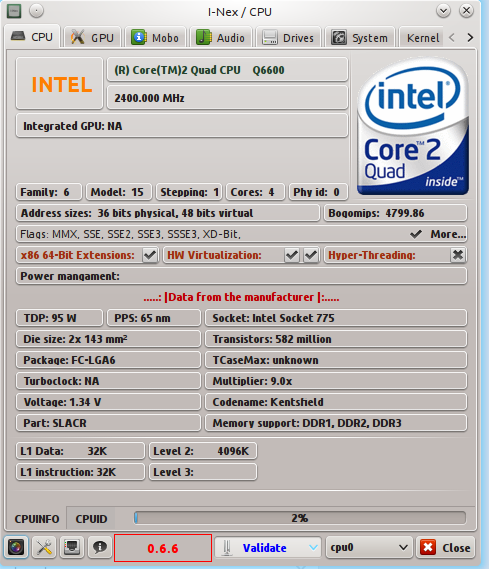 I-Nex / CPU
CPU GPU Mobo Audio Drives System Kernel
INTEL
(R) Core(TM)2 Quad CPU Q6600
2400.000 MHz
Integrated GPU: NA
intel
Core™2
Quad
inside™
Family: 6 Model: 15 Stepping: 1 Cores: 4 Phy id: 0
Address sizes: 36 bits physical, 48 bits virtual Bogomips: 4799.86
Flags: MMX, SSE, SSE2, SSE3, SSSE3, XD-Bit, More...
x86 64-Bit Extensions: HW Virtualization: Hyper-Threading:
Power mangament:
.....: |Data from the manufacturer |:.....
TDP: 95 W PPS: 65 nm Socket: Intel Socket 775
Die size: 2x 143 mm² Transistors: 582 million
Package: FC-LGA6 TCaseMax: unknown
Turboclock: NA Multiplier: 9.0x
Voltage: 1.34 V Codename: Kentsheld
Part: SLACR Memory support: DDR1, DDR2, DDR3
L1 Data: 32K Level 2: 4096K
L1 instruction: 32K Level 3:
CPUINFO CPUID 2%
0.6.6 Validate cpu0 Close